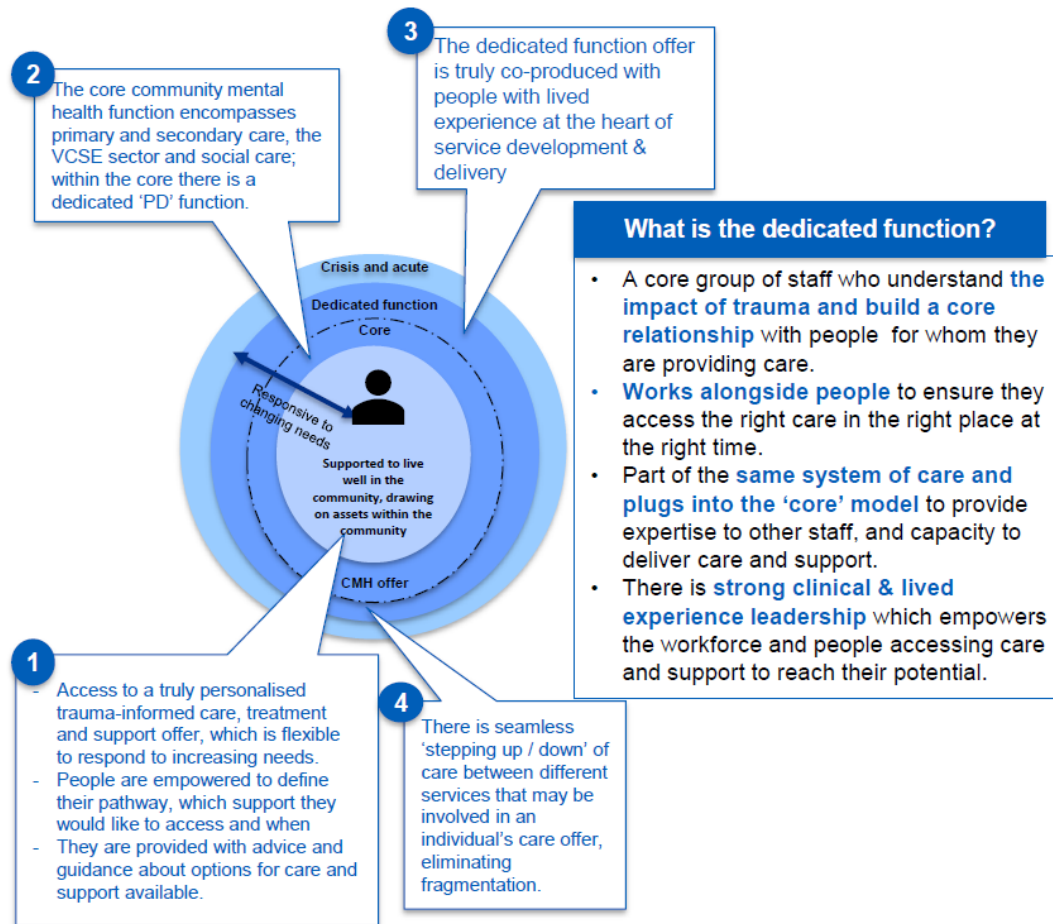 3
The dedicated function offer
is truly co-produced with
people with lived
experience at the heart of
service development &
delivery
2
The core community mental
health function encompasses
primary and secondary care, the
VCSE sector and social care;
within the core there is a
dedicated 'PD' function.
What is the dedicated function?
• A core group of staff who understand the
impact of trauma and build a core
relationship with people for whom they
are providing care.
• Works alongside people to ensure they
access the right care in the right place at
the right time.
• Part of the same system of care and
plugs into the 'core' model to provide
expertise to other staff, and capacity to
deliver care and support.
• There is strong clinical & lived
experience leadership which empowers
the workforce and people accessing care
and support to reach their potential.
Crisis and acute
Dedicated function
Core
Responsive to
changing needs
Supported to live
well in the
community, drawing
on assets within the
community
CMH offer
1
- Access to a truly personalised
trauma-informed care, treatment
and support offer, which is flexible
to respond to increasing needs.
- People are empowered to define
their pathway, which support they
would like to access and when
- They are provided with advice and
guidance about options for care and
support available.
4
There is seamless
'stepping up / down' of
care between different
services that may be
involved in an
individual's care offer,
eliminating
fragmentation.